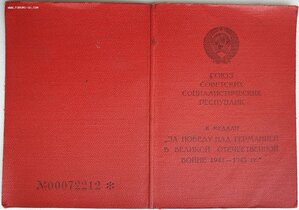 СОЮЗ
СОВЕТСКИХ
СОЦИАЛИСТИЧЕСКИХ
РЕСПУБЛИК
К МЕДАЛИ
„ЗА ПОБЕДУ НАД ГЕРМАНИЕЙ
В ВЕЛИКОЙ ОТЕЧЕСТВЕННОЙ
ВОЙНЕ 1941—1945 гг."
№00072212 *